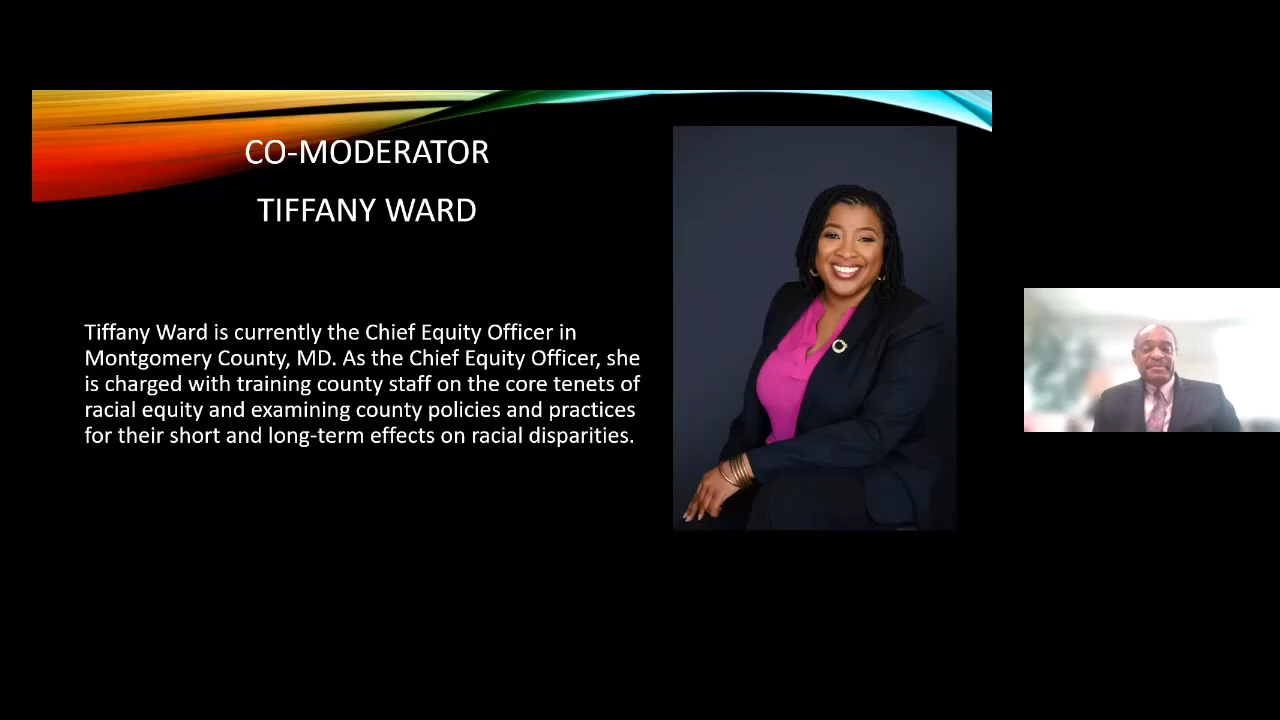 CO-MODERATOR
TIFFANY WARD
Tiffany Ward is currently the Chief Equity Officer in
Montgomery County, MD. As the Chief Equity Officer, she
is charged with training county staff on the core tenets of
racial equity and examining county policies and practices
for their short and long-term effects on racial disparities.